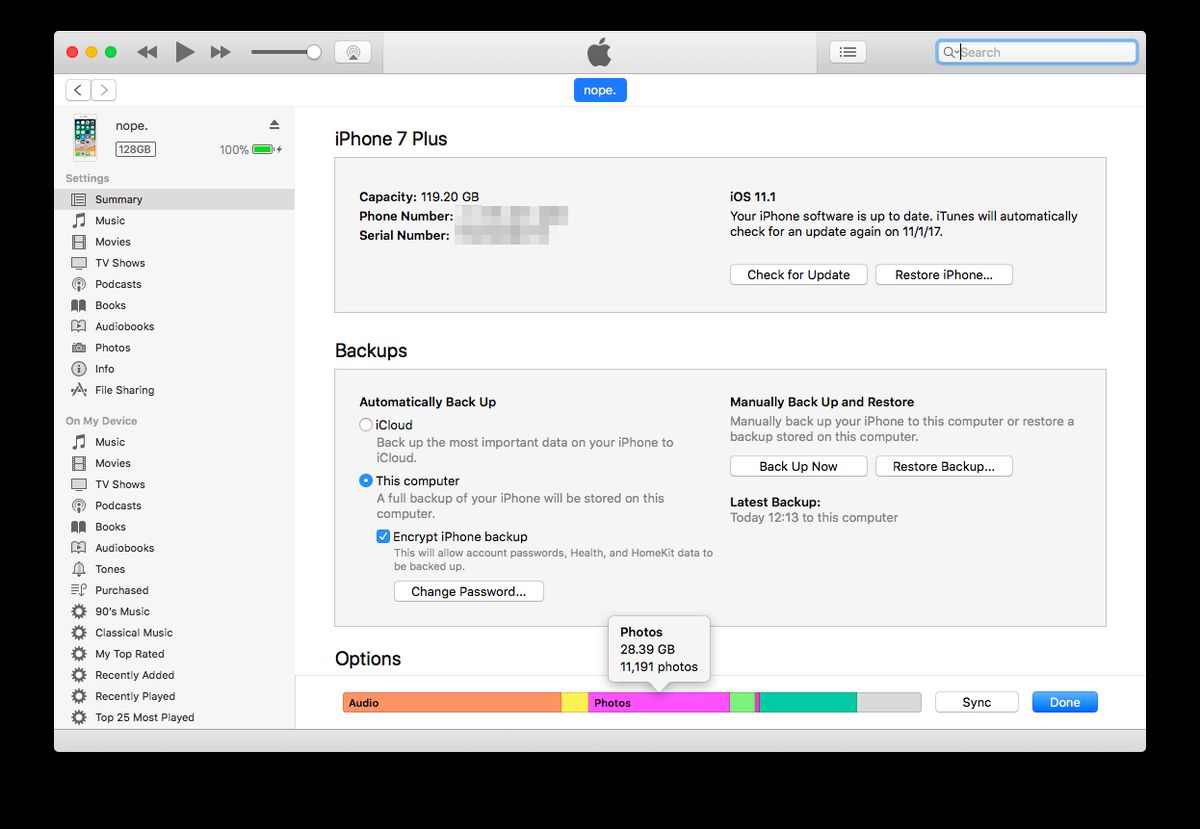 Search
nope.
nope.
128GB
100%
Settings
Summary
Music
Movies
TV Shows
Podcasts
Books
Audiobooks
Photos
Info
File Sharing
On My Device
Music
Movies
TV Shows
Podcasts
Books
Audiobooks
Tones
Purchased
90's Music
Classical Music
My Top Rated
Recently Added
Recently Played
Top 25 Most Played
iPhone 7 Plus
Capacity: 119.20 GB
Phone Number:
Serial Number:
iOS 11.1
Your iPhone software is up to date. iTunes will automatically
check for an update again on 11/1/17.
Check for Update
Restore iPhone...
Backups
Automatically Back Up
iCloud
Back up the most important data on your iPhone to
iCloud.
This computer
A full backup of your iPhone will be stored on this
computer.
Encrypt iPhone backup
This will allow account passwords, Health, and HomeKit data to
be backed up.
Change Password...
Manually Back Up and Restore
Manually back up your iPhone to this computer or restore a
backup stored on this computer.
Back Up Now
Restore Backup...
Latest Backup:
Today 12:13 to this computer
Options
Photos
28.39 GB
11,191 photos
Audio
Photos
Sync
Done